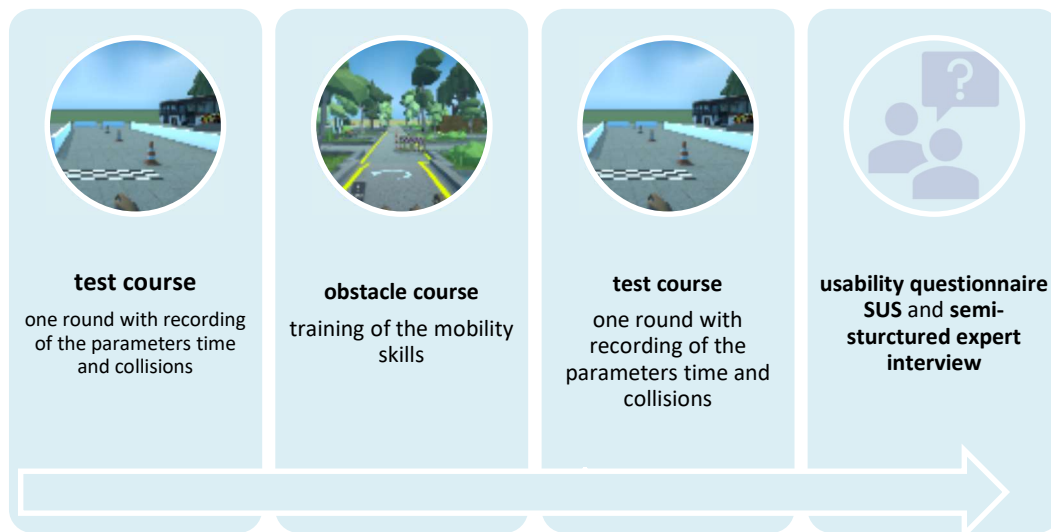 test course
one round with recording
of the parameters time
and collisions
obstacle course
training of the mobility
skills
test course
one round with
recording of the
parameters time and
collisions
?
usability questionnaire
SUS and semi-
sturctured expert
interview